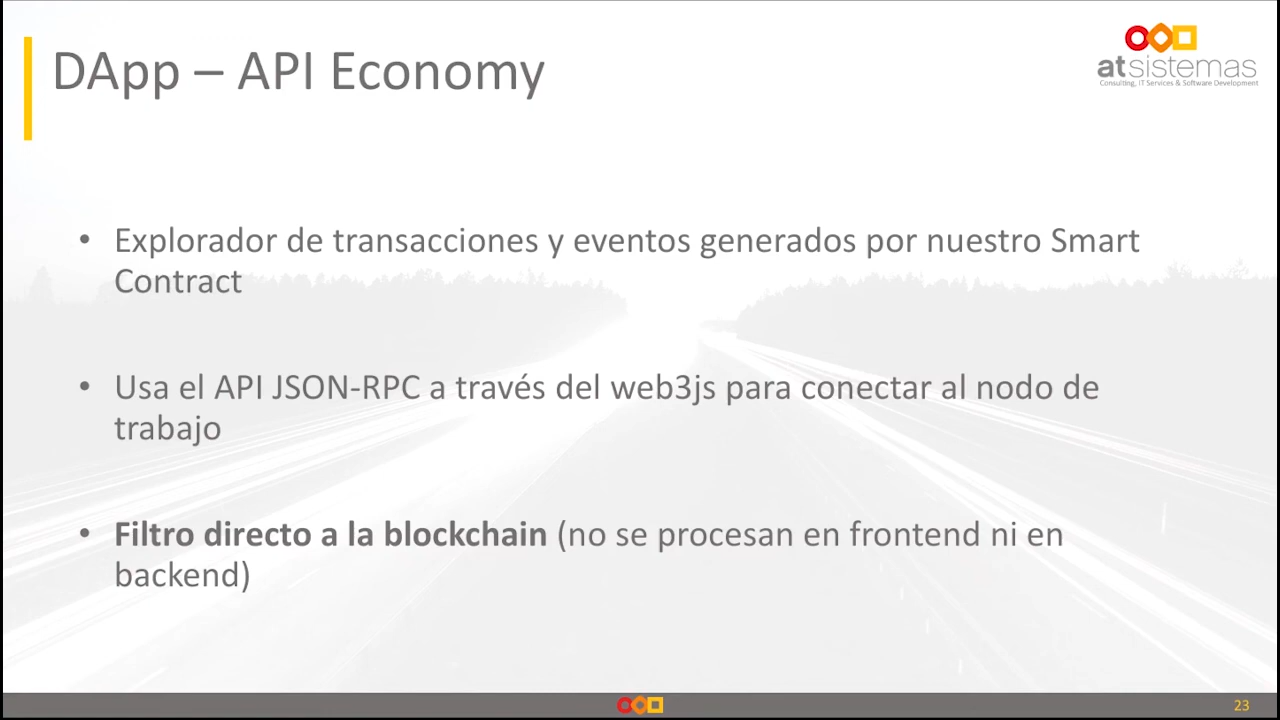 DApp – API Economy
atsistemas
Consulting, IT Services & Software Development
• Explorador de transacciones y eventos generados por nuestro Smart
Contract
• Usa el API JSON-RPC a través del web3js para conectar al nodo de
trabajo
• Filtro directo a la blockchain (no se procesan en frontend ni en
backend)
23